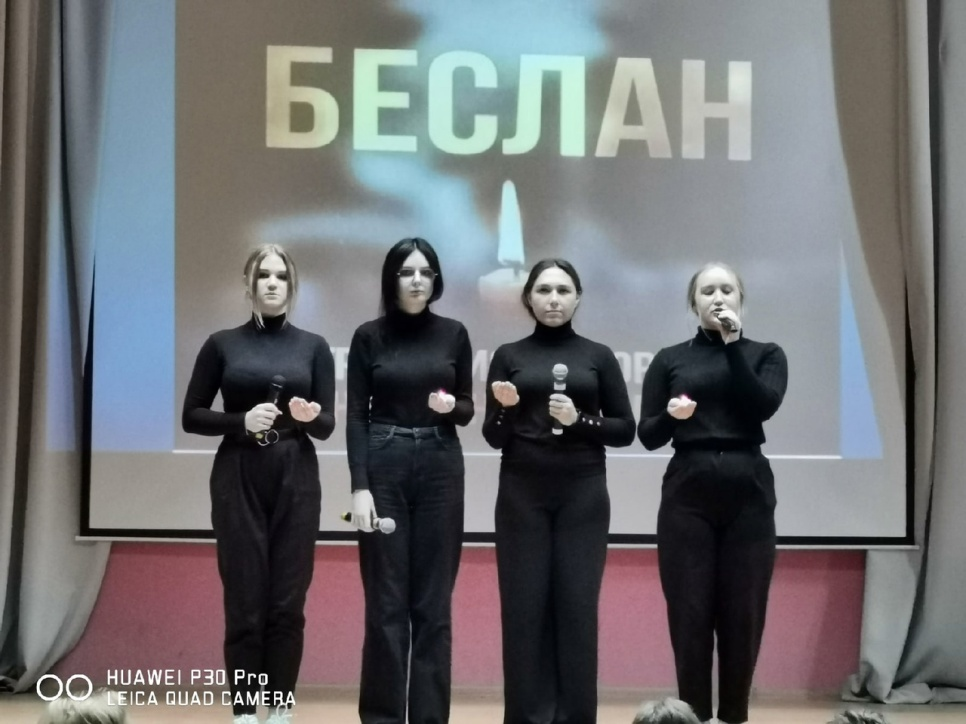 БЕСЛАН
HUAWEI P30 Pro
LEICA QUAD CAMERA